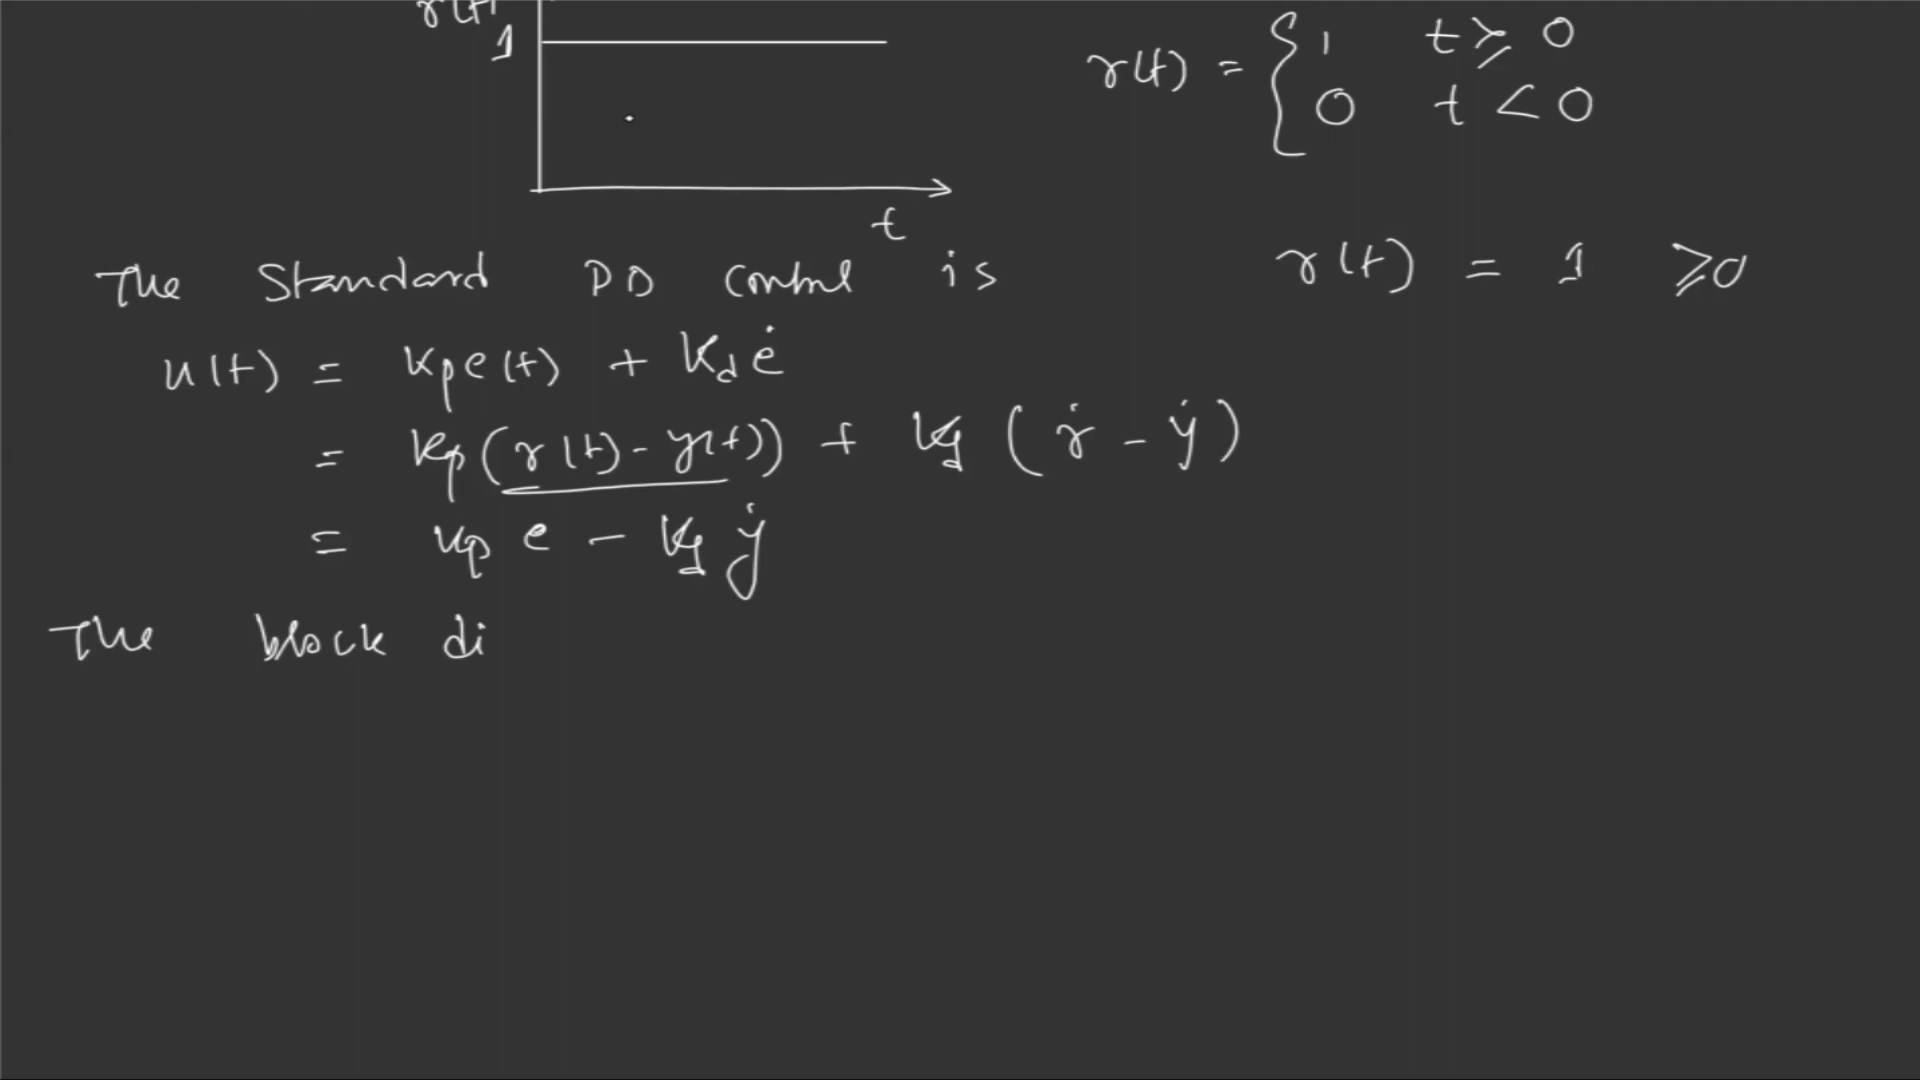 r(t)
1
t
r(t) = { 1 t ≥ 0
0 t < 0
The Standard PD control is
r(t) = 1 ≥0
u(t) = kp e(t) + Kd ė
= kp (r(t) - y(t)) + kd (ṙ - ẏ)
= kp e - kd ẏ
The block di